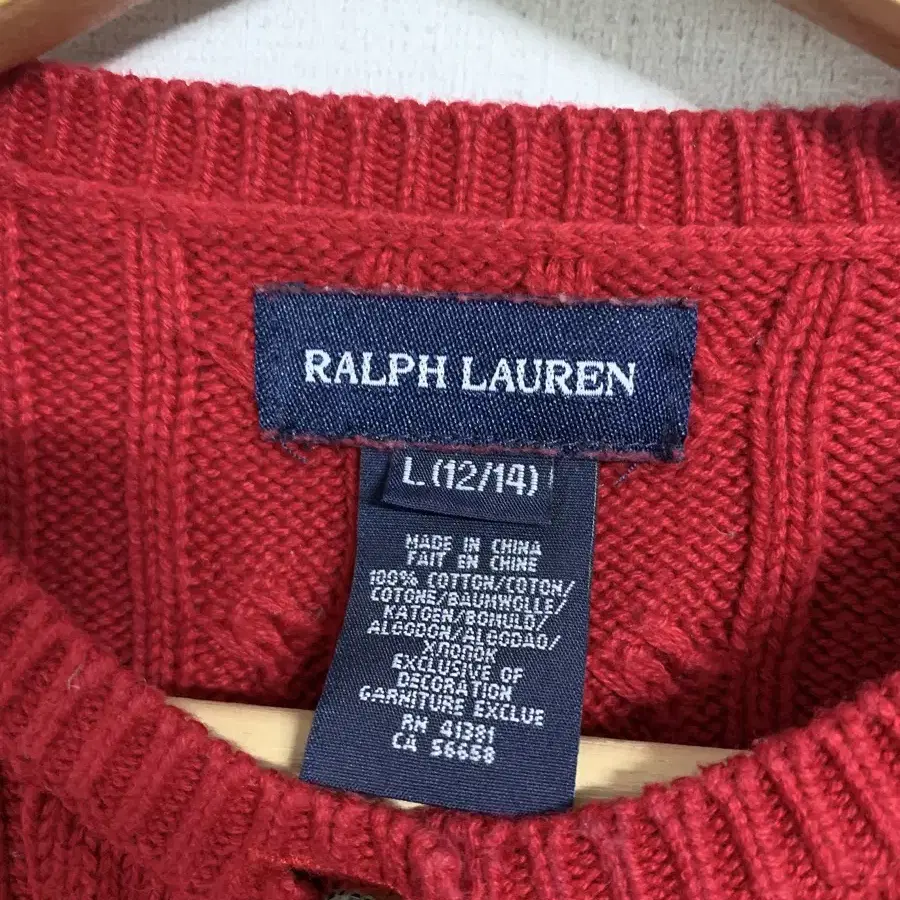 RALPH LAUREN
L (12/14)
MADE IN CHINA
FAIT EN CHINE
100% COTTON/COTON/
COTONE/BAUMWOLLE/
KATOEN/BOMULD/
ALGODON/ALGODAO/
ХЛОПОК
EXCLUSIVE OF
DECORATION
GARNITURE EXCLUE
RN 41381
CA 56658